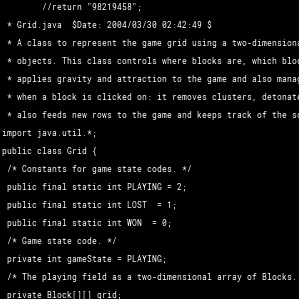 //return "98219458";
* Grid.java $Date: 2004/03/30 02:42:49 $
* A class to represent the game grid using a two-dimensiona
* objects. This class controls where blocks are, which bloc
* applies gravity and attraction to the game and also manag
* when a block is clicked on: it removes clusters, detonate
* also feeds new rows to the game and keeps track of the sc
import java.util.*;
public class Grid {
/* Constants for game state codes. */
public final static int PLAYING = 2;
public final static int LOST = 1;
public final static int WON = 0;
/* Game state code. */
private int gameState = PLAYING;
/* The playing field as a two-dimensional array of Blocks.
private Block[][] grid;